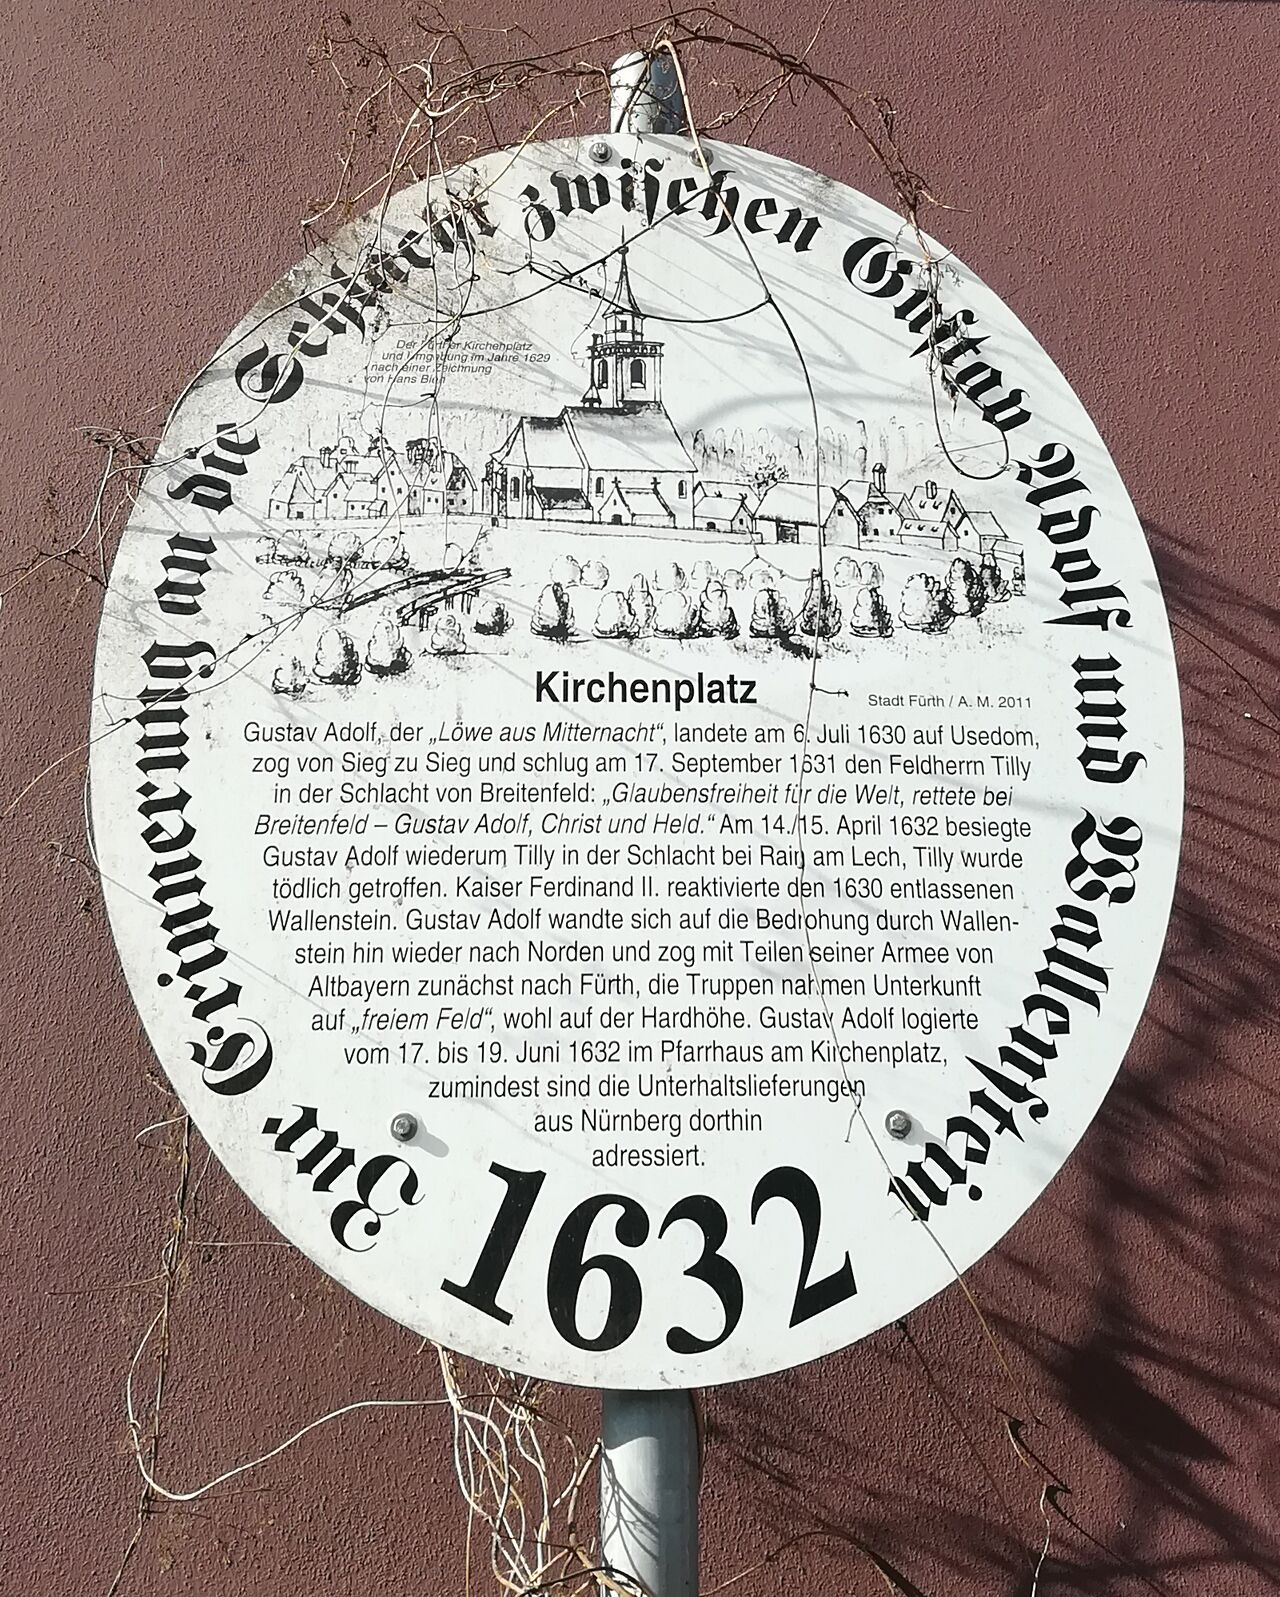 Zur Erinnerung an die Schlacht zwischen Gustav Adolf und Wallenstein
1632
Der Fürther Kirchenplatz
und Umgebung im Jahre 1629
nach einer Zeichnung
von Hans Bien
Kirchenplatz
Stadt Fürth / A. M. 2011
Gustav Adolf, der „Löwe aus Mitternacht“, landete am 6. Juli 1630 auf Usedom,
zog von Sieg zu Sieg und schlug am 17. September 1631 den Feldherrn Tilly
in der Schlacht von Breitenfeld: „Glaubensfreiheit für die Welt, rettete bei
Breitenfeld – Gustav Adolf, Christ und Held.“ Am 14./15. April 1632 besiegte
Gustav Adolf wiederum Tilly in der Schlacht bei Rain am Lech, Tilly wurde
tödlich getroffen. Kaiser Ferdinand II. reaktivierte den 1630 entlassenen
Wallenstein. Gustav Adolf wandte sich auf die Bedrohung durch Wallen-
stein hin wieder nach Norden und zog mit Teilen seiner Armee von
Altbayern zunächst nach Fürth, die Truppen nahmen Unterkunft
auf „freiem Feld“, wohl auf der Hardhöhe. Gustav Adolf logierte
vom 17. bis 19. Juni 1632 im Pfarrhaus am Kirchenplatz,
zumindest sind die Unterhaltslieferungen
aus Nürnberg dorthin
adressiert.